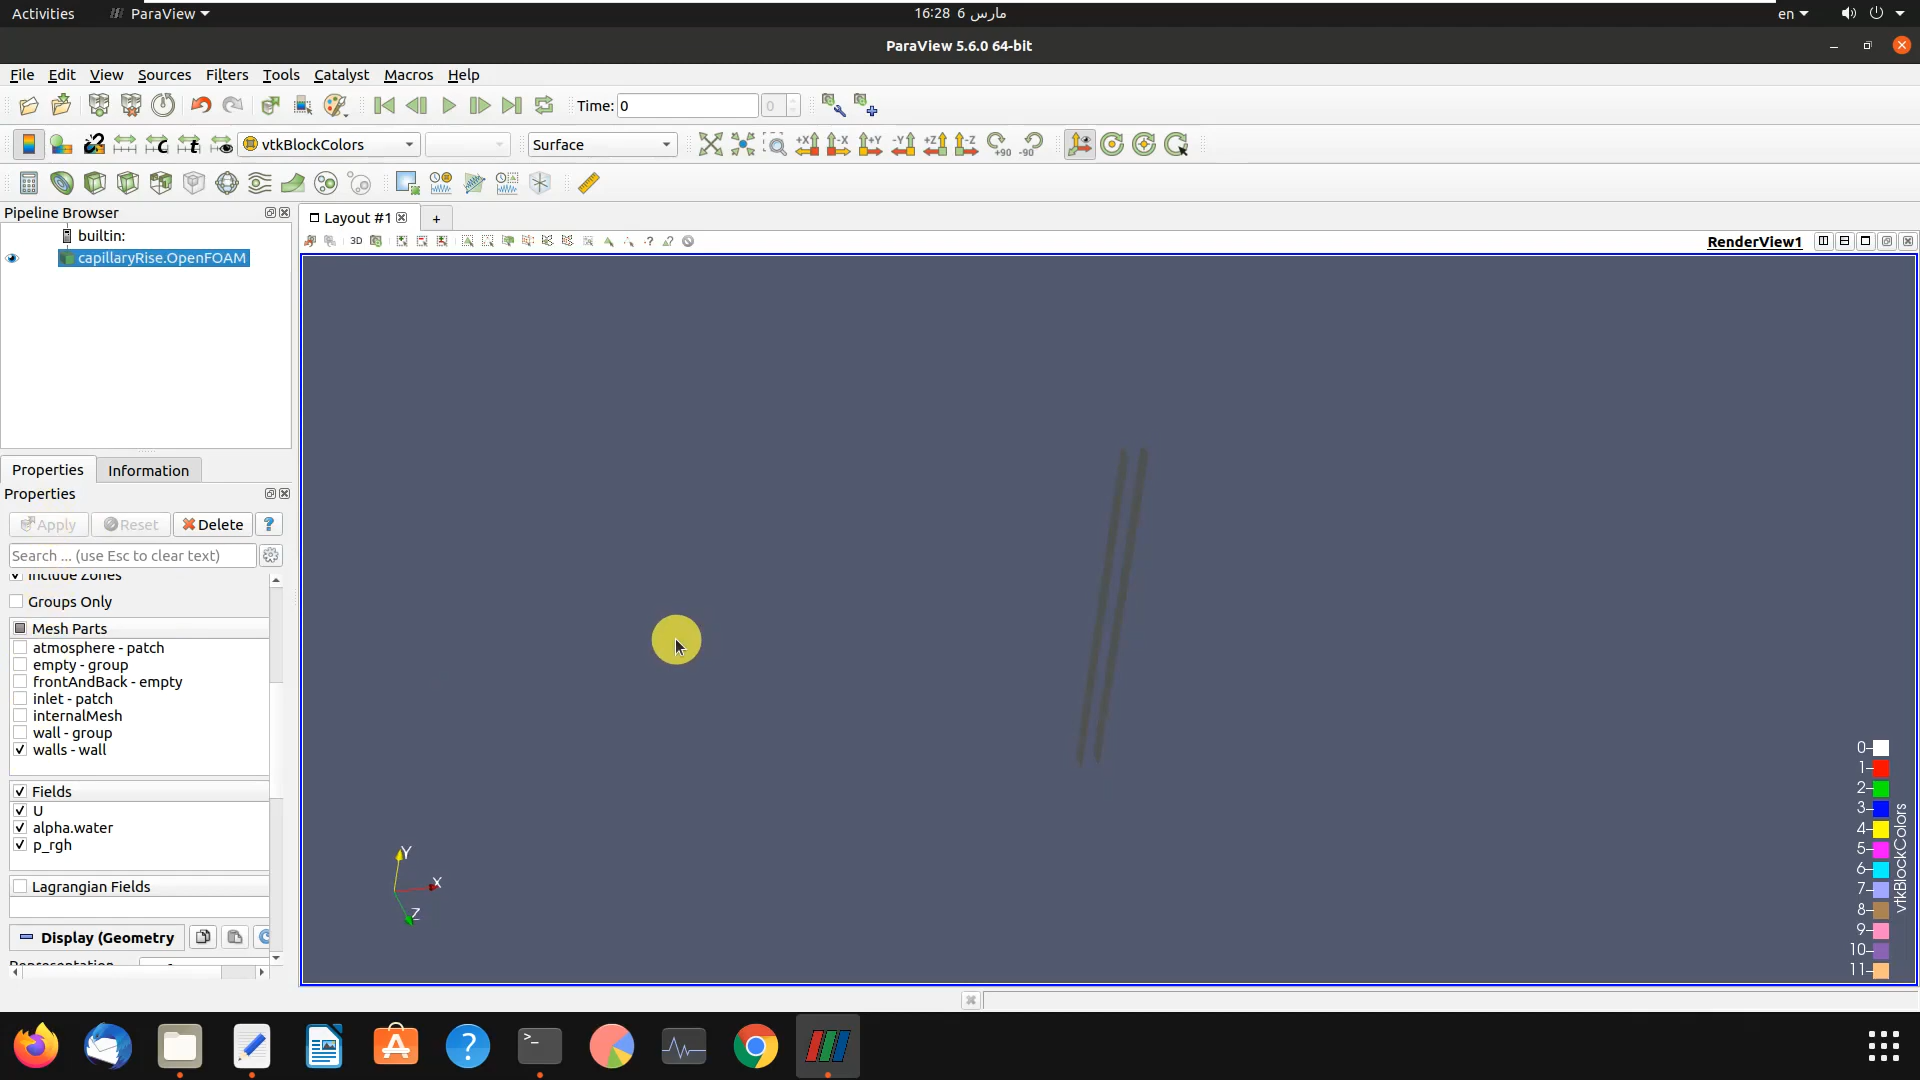 Activities ParaView 16:28 6 مارس en
ParaView 5.6.0 64-bit
File Edit View Sources Filters Tools Catalyst Macros Help
Time: 0 0
vtkBlockColors Surface +X -X +Y -Y +Z -Z +90 -90
Pipeline Browser Layout #1 +
builtin: 3D RenderView1
capillaryRise.OpenFOAM
Properties Information
Properties
Apply Reset Delete ?
Search ... (use Esc to clear text)
Include Zones
Groups Only
Mesh Parts
atmosphere - patch
empty - group
frontAndBack - empty
inlet - patch
internalMesh
wall - group
walls - wall
Fields
U
alpha.water
p_rgh
Lagrangian Fields
Display (Geometry
Representation
Y
X
Z
0
1
2
3
4
5
6
7
8
9
10
11
vtkBlockColors